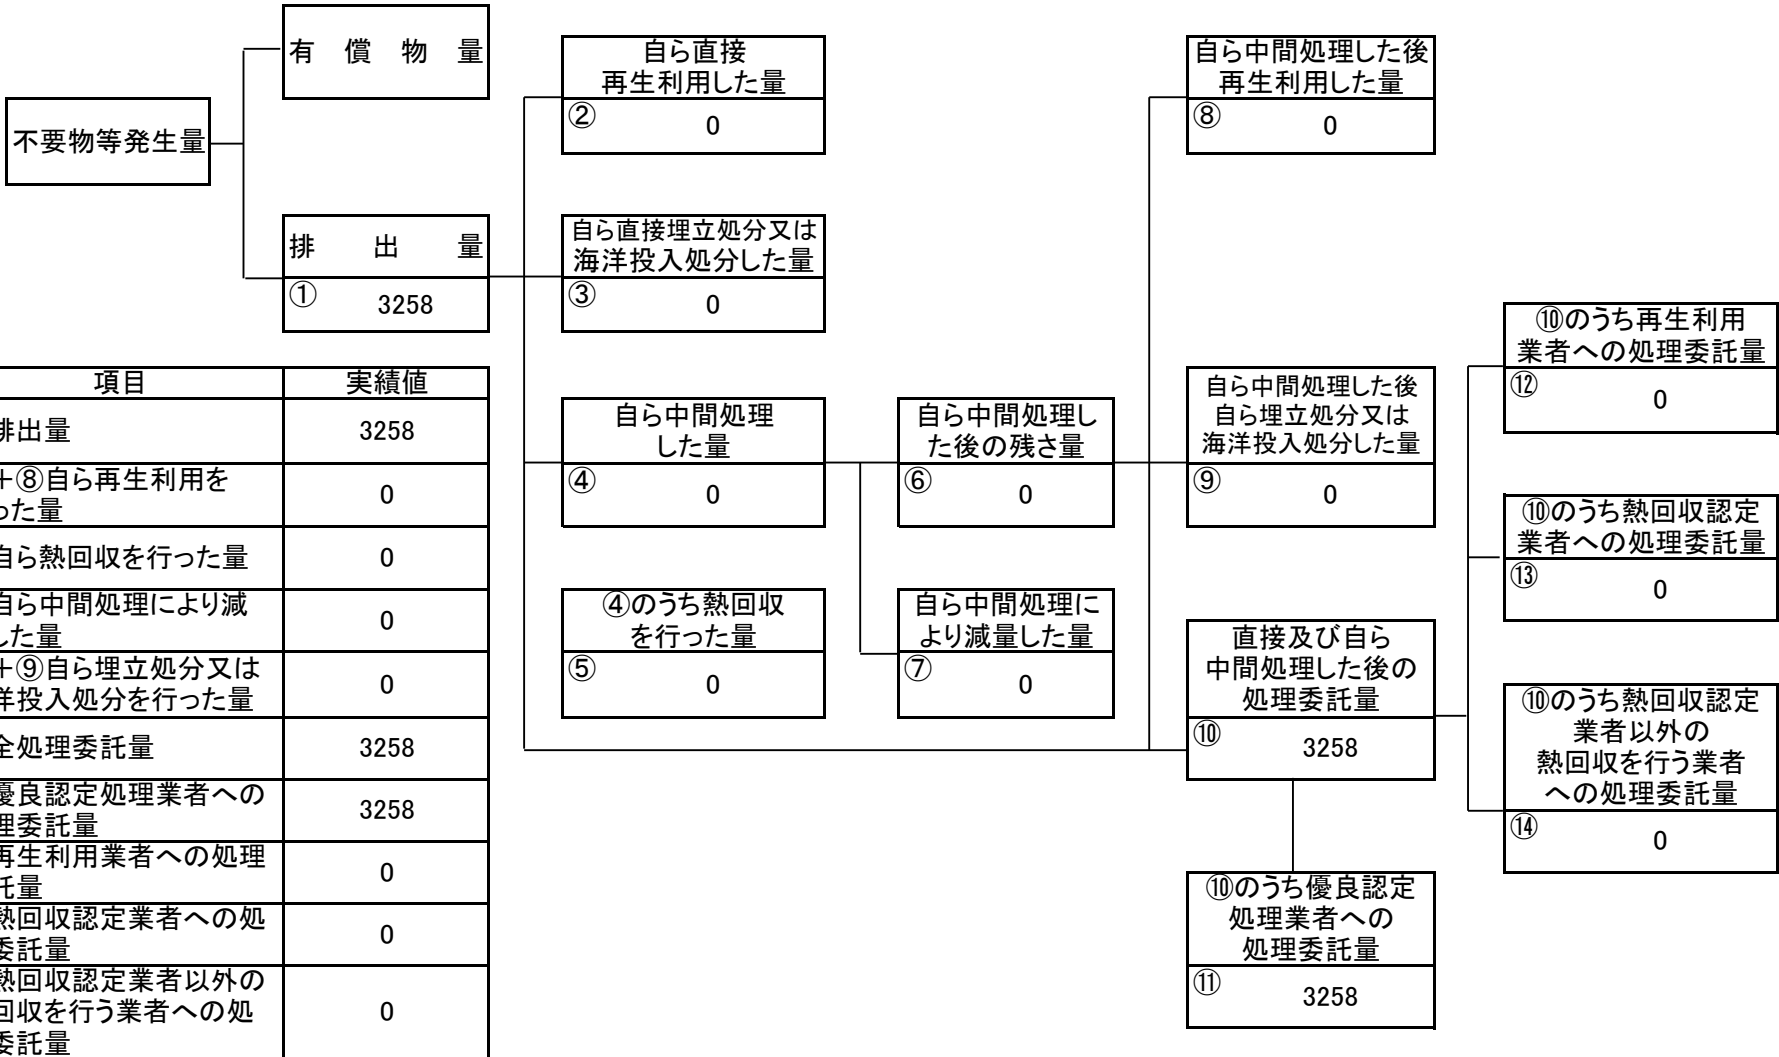 有償物量
不要物等発生量
排出量
①
3258
自ら直接
再生利用した量
②
0
自ら直接埋立処分又は
海洋投入処分した量
③
0
自ら中間処理
した量
④
0
④のうち熱回収
を行った量
⑤
0
自ら中間処理し
た後の残さ量
⑥
0
自ら中間処理に
より減量した量
⑦
0
自ら中間処理した後
再生利用した量
⑧
0
自ら中間処理した後
自ら埋立処分又は
海洋投入処分した量
⑨
0
直接及び自ら
中間処理した後の
処理委託量
⑩
3258
⑩のうち優良認定
処理業者への
処理委託量
⑪
3258
⑩のうち再生利用
業者への処理委託量
⑫
0
⑩のうち熱回収認定
業者への処理委託量
⑬
0
⑩のうち熱回収認定
業者以外の
熱回収を行う業者
への処理委託量
⑭
0
項目 実績値
排出量 3258
+⑧自ら再生利用を
った量 0
自ら熱回収を行った量 0
自ら中間処理により減
した量 0
+⑨自ら埋立処分又は
洋投入処分を行った量 0
全処理委託量 3258
優良認定処理業者への
理委託量 3258
再生利用業者への処理
託量 0
熱回収認定業者への処
委託量 0
熱回収認定業者以外の
回収を行う業者への処
委託量 0